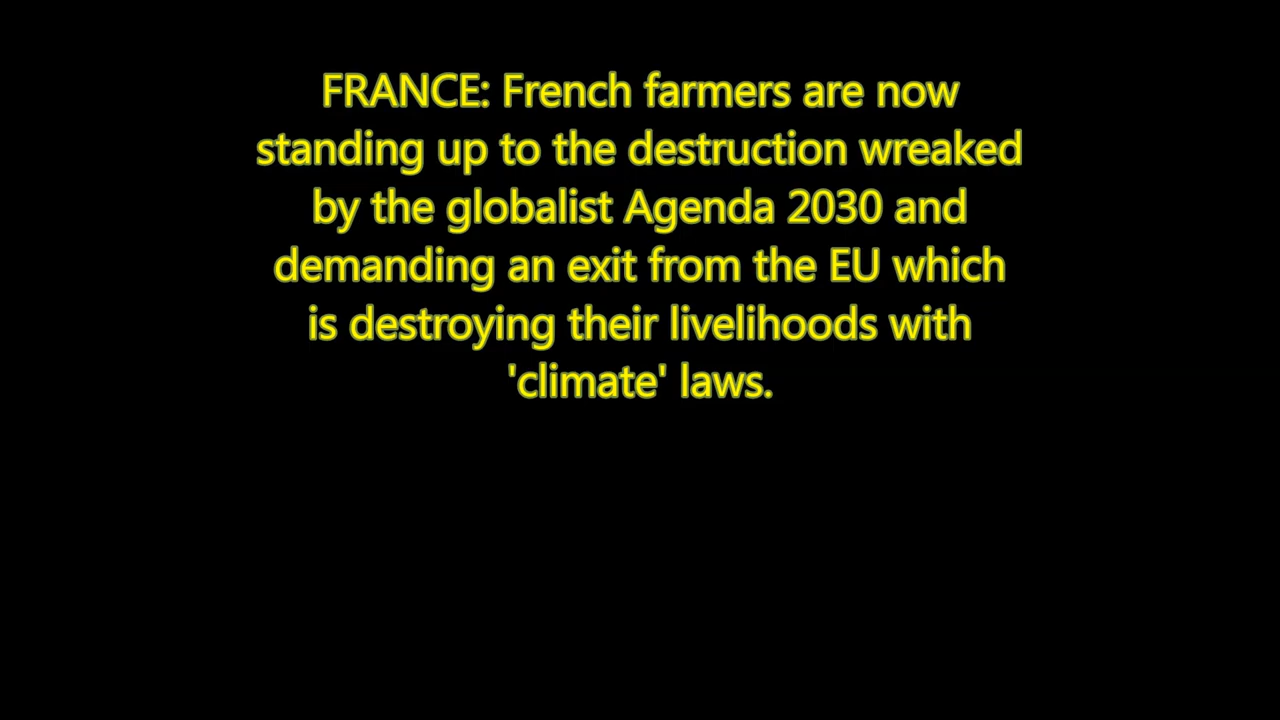 FRANCE: French farmers are now
standing up to the destruction wreaked
by the globalist Agenda 2030 and
demanding an exit from the EU which
is destroying their livelihoods with
'climate' laws.